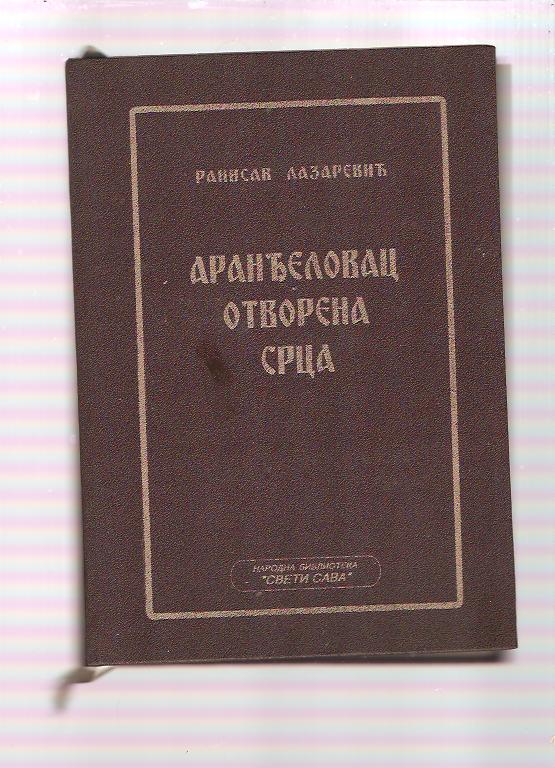 РАНИСАВ ЛАЗАРЕВИЋ
АРАНЂЕЛОВАЦ
ОТВОРЕНА
СРЦА
НАРОДНА БИБЛИОТЕКА
"СВЕТИ САВА"